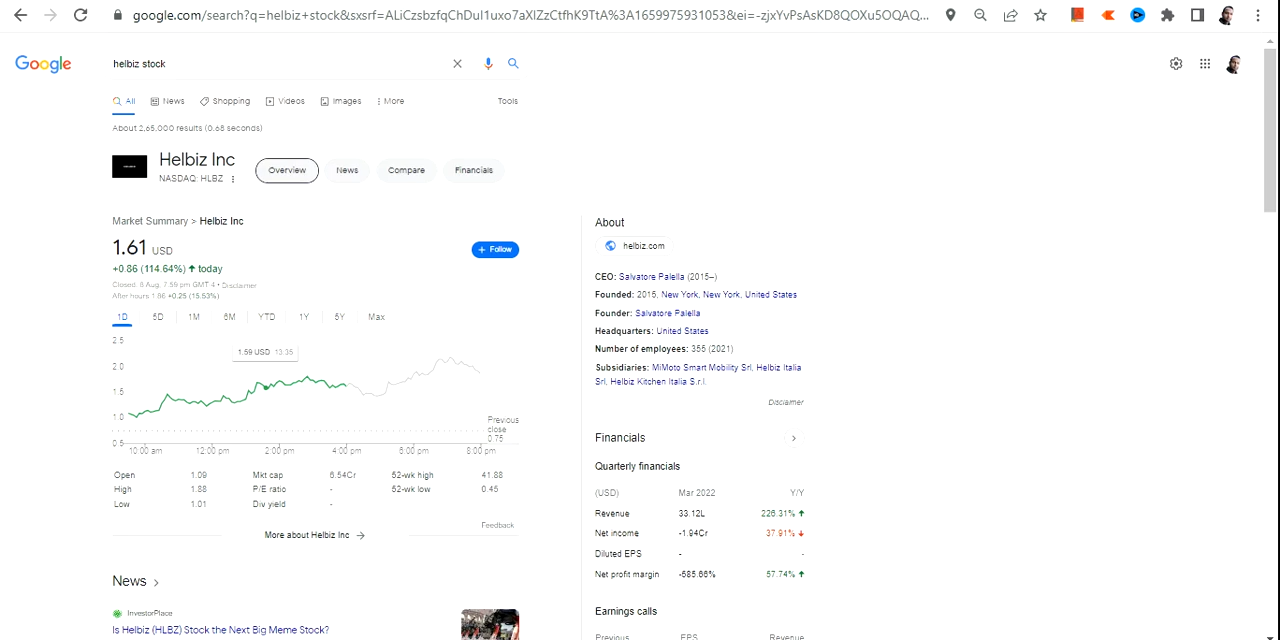 google.com/search?q=helbiz+stock&sxsrf=ALiCzsbzfqChDul1uxo7aXlZzCtfhK9TtA%3A1659975931053&ei=-zjxYvPsAsKD8QOXu5OQAQ...
Google
helbiz stock
All News Shopping Videos Images More Tools
About 2,65,000 results (0.68 seconds)
Helbiz Inc
NASDAQ: HLBZ
Overview News Compare Financials
Market Summary > Helbiz Inc
1.61 USD
+ Follow
+0.86 (114.64%) today
Closed: 8 Aug, 7:59 pm GMT-4 • Disclaimer
After hours 1.86 +0.25 (15.53%)
1D 5D 1M 6M YTD 1Y 5Y Max
2.5
2.0
1.5
1.0
0.5
1.59 USD 13:35
Previous
close
0.75
10:00 am 12:00 pm 2:00 pm 4:00 pm 6:00 pm 8:00 pm
Open 1.09 Mkt cap 6.54Cr 52-wk high 41.88
High 1.88 P/E ratio - 52-wk low 0.45
Low 1.01 Div yield -
Feedback
More about Helbiz Inc →
News >
InvestorPlace
Is Helbiz (HLBZ) Stock the Next Big Meme Stock?
About
helbiz.com
CEO: Salvatore Palella (2015–)
Founded: 2015, New York, New York, United States
Founder: Salvatore Palella
Headquarters: United States
Number of employees: 355 (2021)
Subsidiaries: MiMoto Smart Mobility Srl, Helbiz Italia
Srl, Helbiz Kitchen Italia S.r.l.
Disclaimer
Financials
Quarterly financials
(USD) Mar 2022 Y/Y
Revenue 33.12L 226.31%
Net income -1.94Cr 37.91%
Diluted EPS - -
Net profit margin -585.66% 57.74%
Earnings calls
Previous EPS Revenue